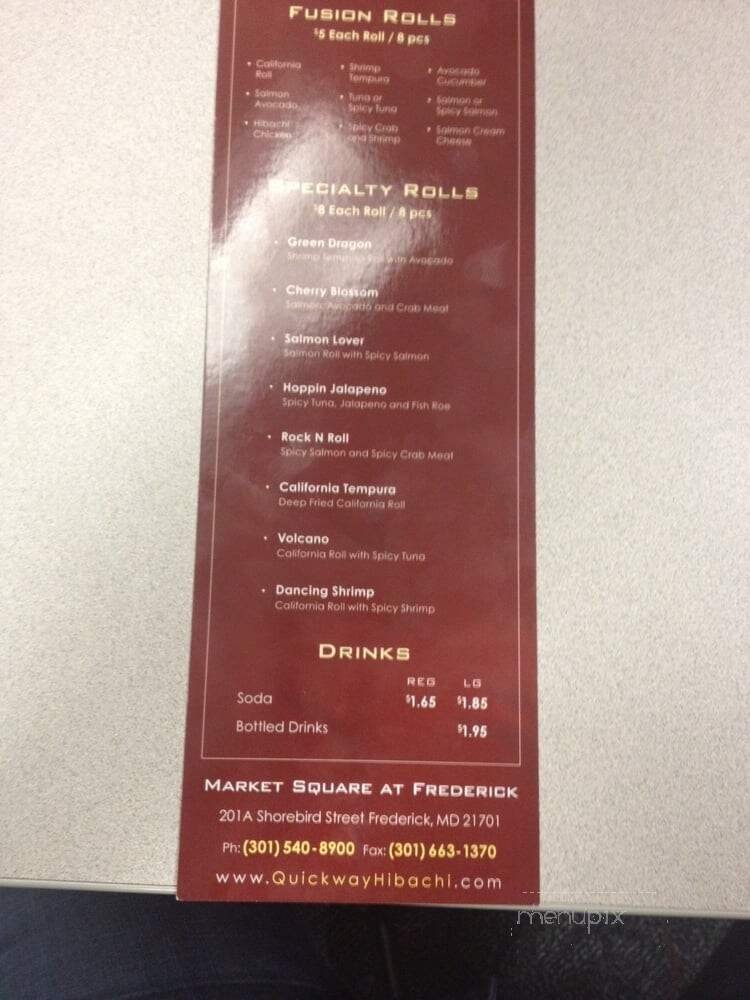 Fusion Rolls
$5 Each Roll / 8 pcs
• California Roll
• Shrimp Tempura
• Avocado Cucumber
• Salmon Avocado
• Tuna or Spicy Tuna
• Salmon or Spicy Salmon
• Hibachi Chicken
• Spicy Crab and Shrimp
• Salmon Cream Cheese
Specialty Rolls
$8 Each Roll / 8 pcs
• Green Dragon
Shrimp Tempura Roll with Avocado
• Cherry Blossom
Salmon, Avocado and Crab Meat
• Salmon Lover
Salmon Roll with Spicy Salmon
• Hoppin Jalapeno
Spicy Tuna, Jalapeno and Fish Roe
• Rock N Roll
Spicy Salmon and Spicy Crab Meat
• California Tempura
Deep Fried California Roll
• Volcano
California Roll with Spicy Tuna
• Dancing Shrimp
California Roll with Spicy Shrimp
Drinks
REG LG
Soda $1.65 $1.85
Bottled Drinks $1.95
Market Square at Frederick
201A Shorebird Street Frederick, MD 21701
Ph: (301) 540-8900 Fax: (301) 663-1370
www.QuickwayHibachi.com
menupix